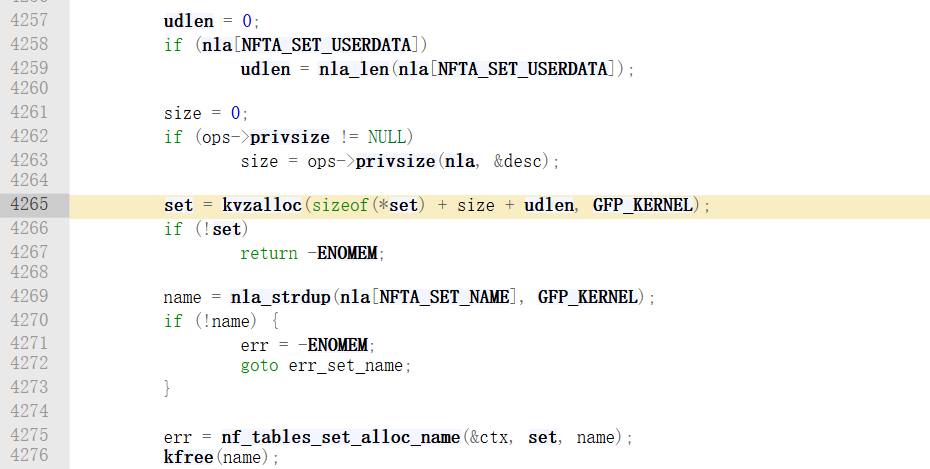 4257 udlen = 0;
4258 if (nla[NFTA_SET_USERDATA])
4259 udlen = nla_len(nla[NFTA_SET_USERDATA]);
4260
4261 size = 0;
4262 if (ops->privsize != NULL)
4263 size = ops->privsize(nla, &desc);
4264
4265 set = kvzalloc(sizeof(*set) + size + udlen, GFP_KERNEL);
4266 if (!set)
4267 return -ENOMEM;
4268
4269 name = nla_strdup(nla[NFTA_SET_NAME], GFP_KERNEL);
4270 if (!name) {
4271 err = -ENOMEM;
4272 goto err_set_name;
4273 }
4274
4275 err = nf_tables_set_alloc_name(&ctx, set, name);
4276 kfree(name);